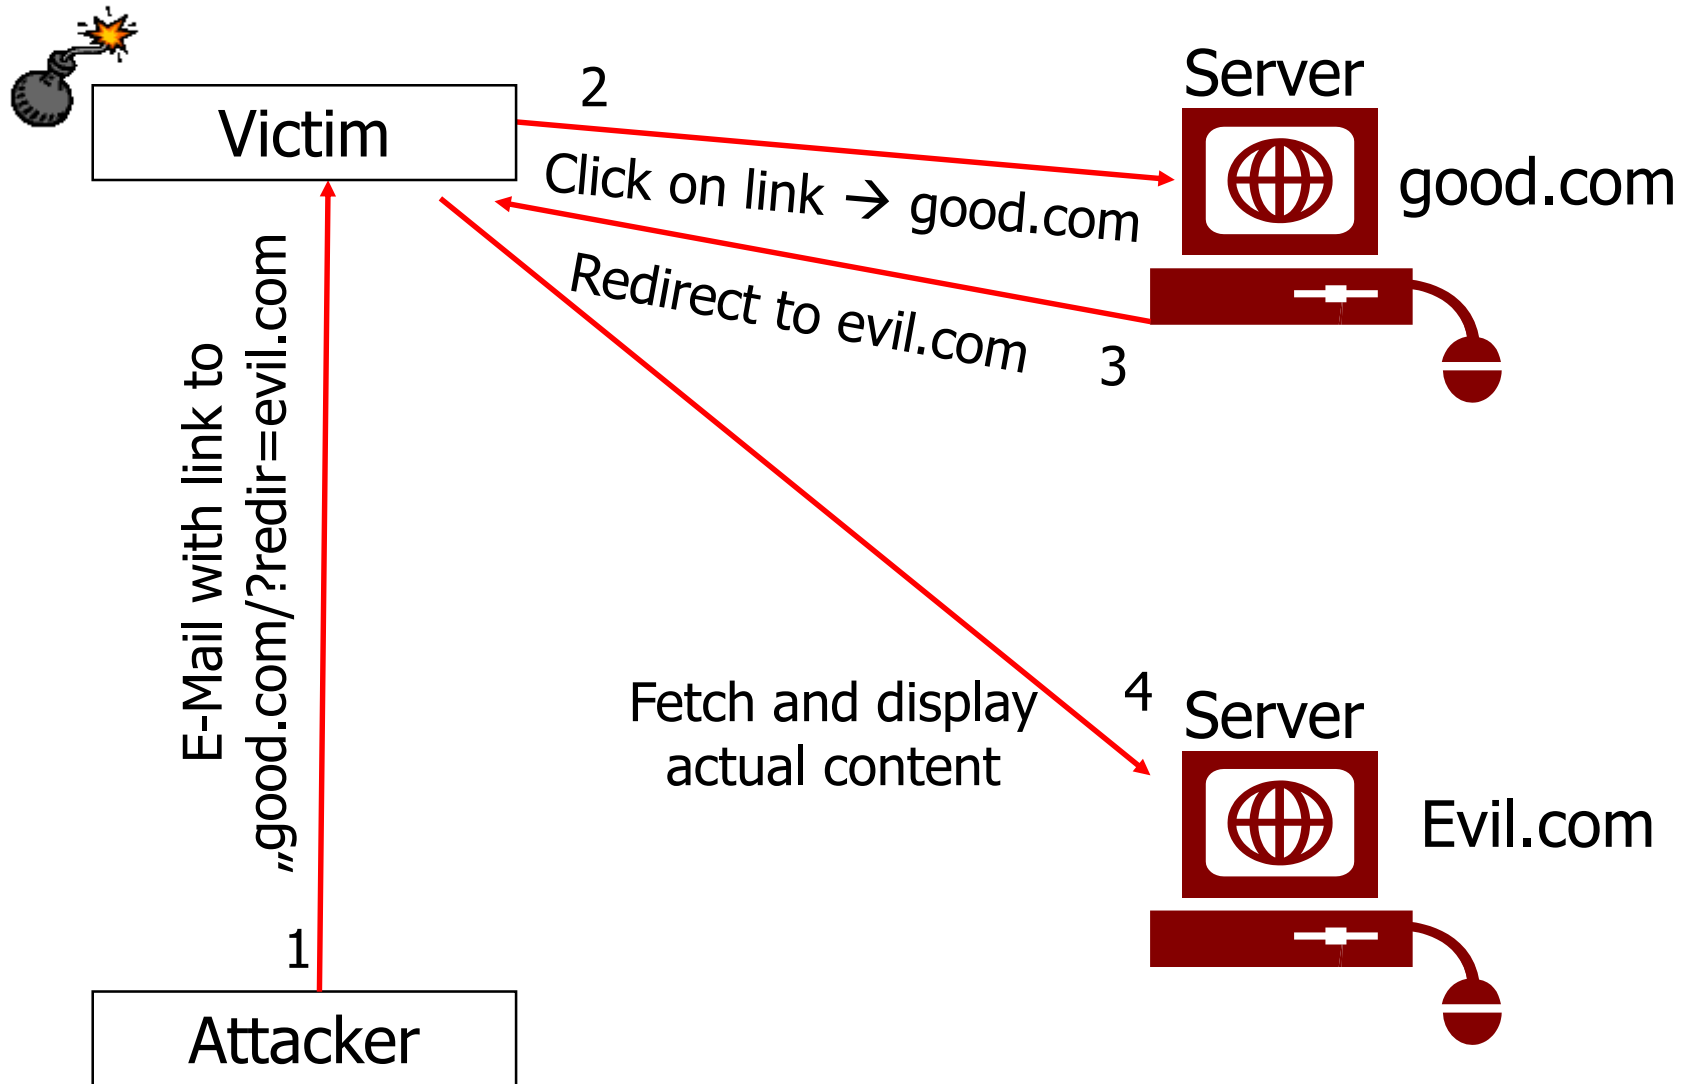 Server
2
Victim
good.com
Click on link → good.com
Redirect to evil.com
3
E-Mail with link to
„good.com/?redir=evil.com
Fetch and display
actual content
4
Server
Evil.com
1
Attacker